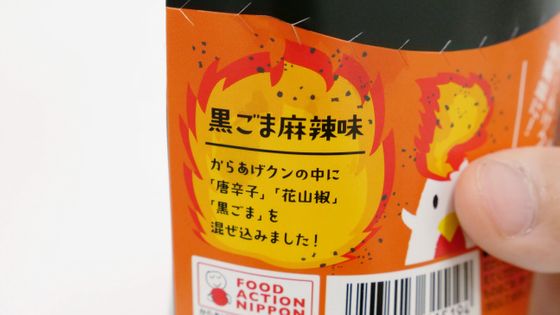 黒ごま麻辣味
からあげクンの中に
「唐辛子」「花山椒」
「黒ごま」を
混ぜ込みました!
FOOD
ACTION
NIPPON